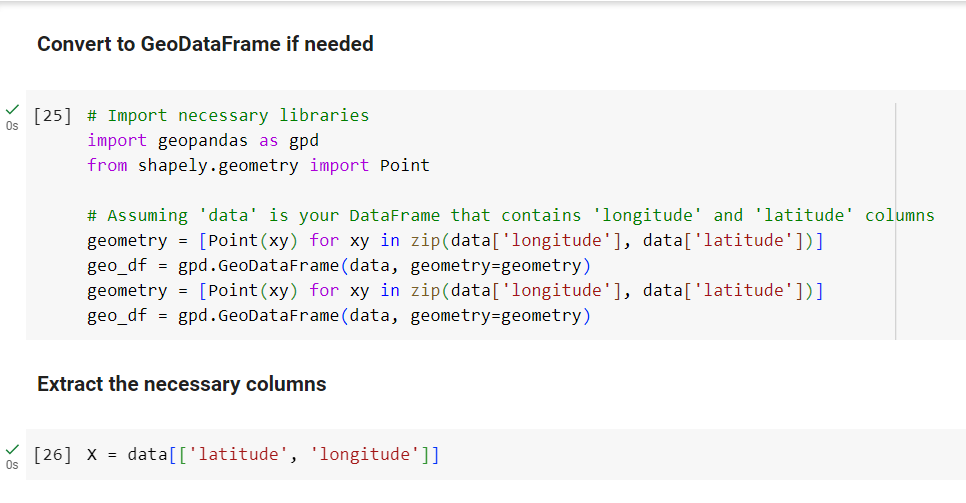 Convert to GeoDataFrame if needed
[25] # Import necessary libraries
0s
import geopandas as gpd
from shapely.geometry import Point
# Assuming 'data' is your DataFrame that contains 'longitude' and 'latitude' columns
geometry = [Point(xy) for xy in zip(data['longitude'], data['latitude'])]
geo_df = gpd.GeoDataFrame(data, geometry=geometry)
geometry = [Point(xy) for xy in zip(data['longitude'], data['latitude'])]
geo_df = gpd.GeoDataFrame(data, geometry=geometry)
Extract the necessary columns
[26] X = data[['latitude', 'longitude']]
0s